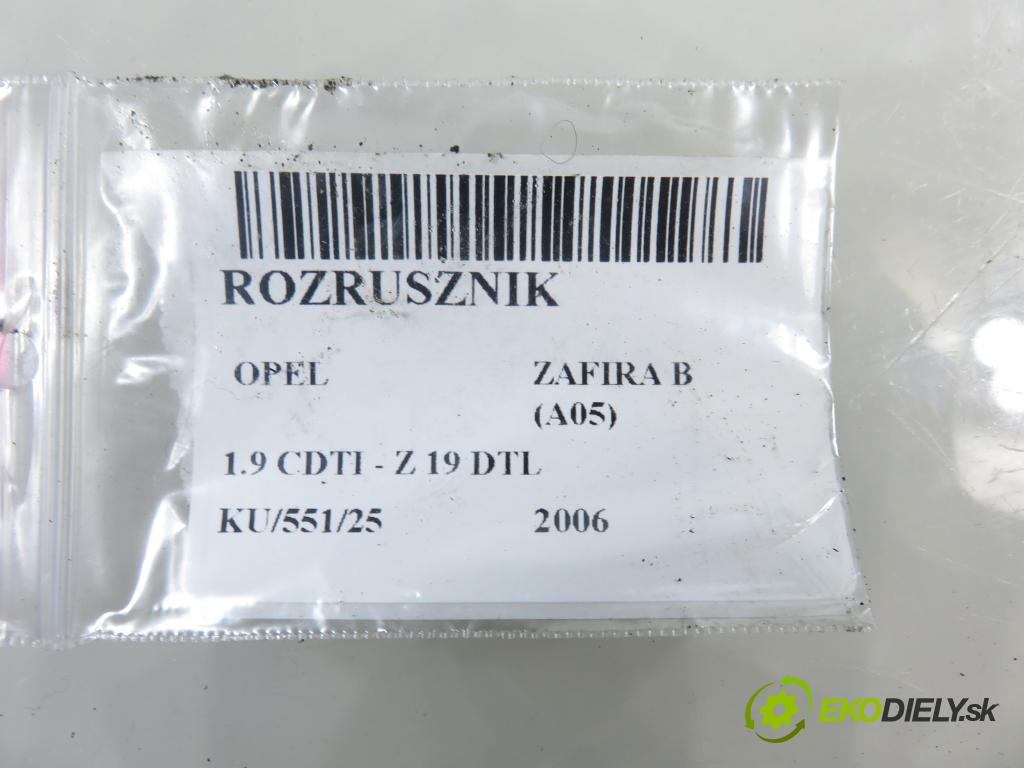 ROZRUSZNIK
OPEL ZAFIRA B
(A05)
1.9 CDTI - Z 19 DTL
KU/551/25 2006
EKODIELY.sk